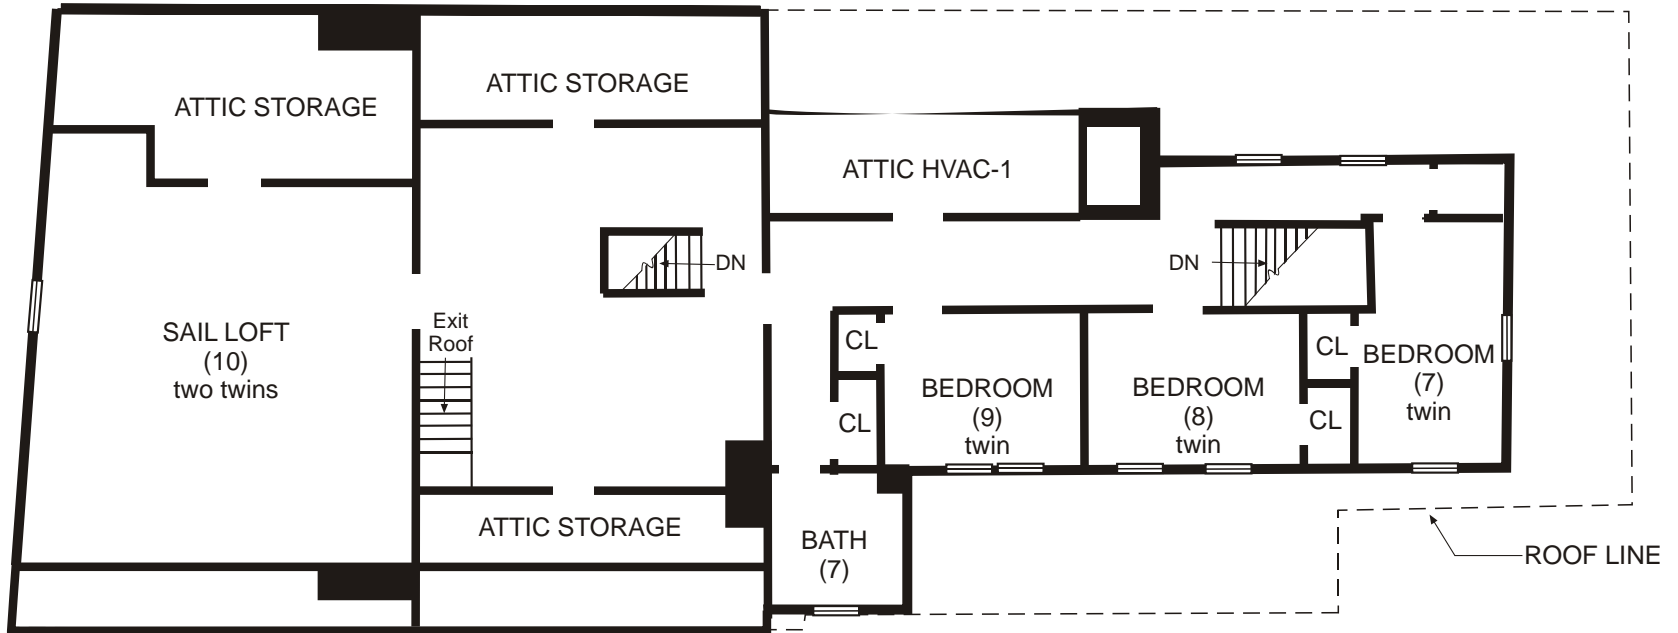 ATTIC STORAGE
ATTIC STORAGE
ATTIC HVAC-1
DN
DN
Exit
Roof
SAIL LOFT
(10)
two twins
CL
CL
BEDROOM
(9)
twin
BEDROOM
(8)
twin
CL
CL
BEDROOM
(7)
twin
ATTIC STORAGE
BATH
(7)
ROOF LINE